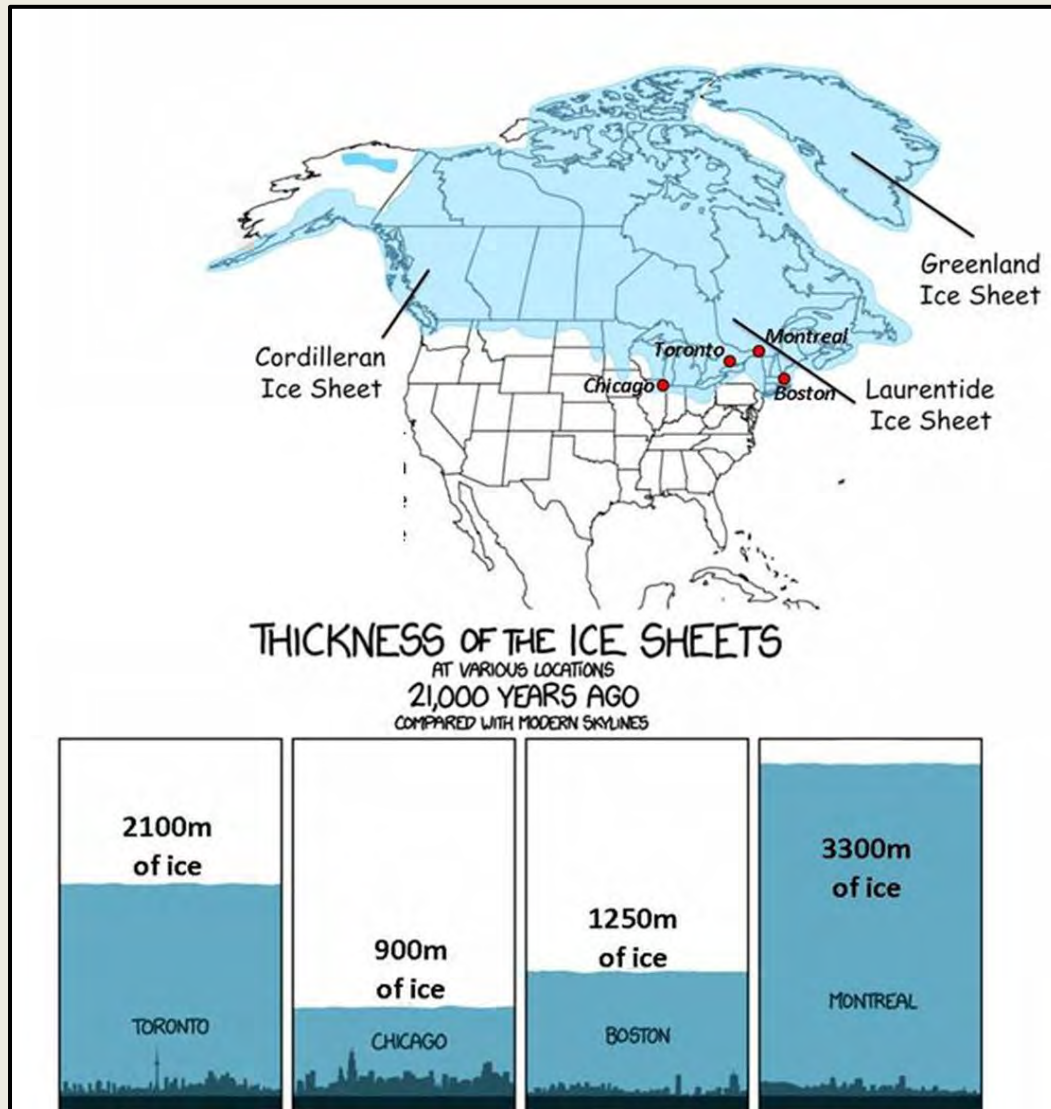 Greenland
Ice Sheet
Montreal
Toronto
Cordilleran
Ice Sheet
Chicago
Boston
Laurentide
Ice Sheet
THICKNESS OF THE ICE SHEETS
AT VARIOUS LOCATIONS
21,000 YEARS AGO
COMPARED WITH MODERN SKYLINES
2100m
of ice
TORONTO
900m
of ice
CHICAGO
1250m
of ice
BOSTON
3300m
of ice
MONTREAL